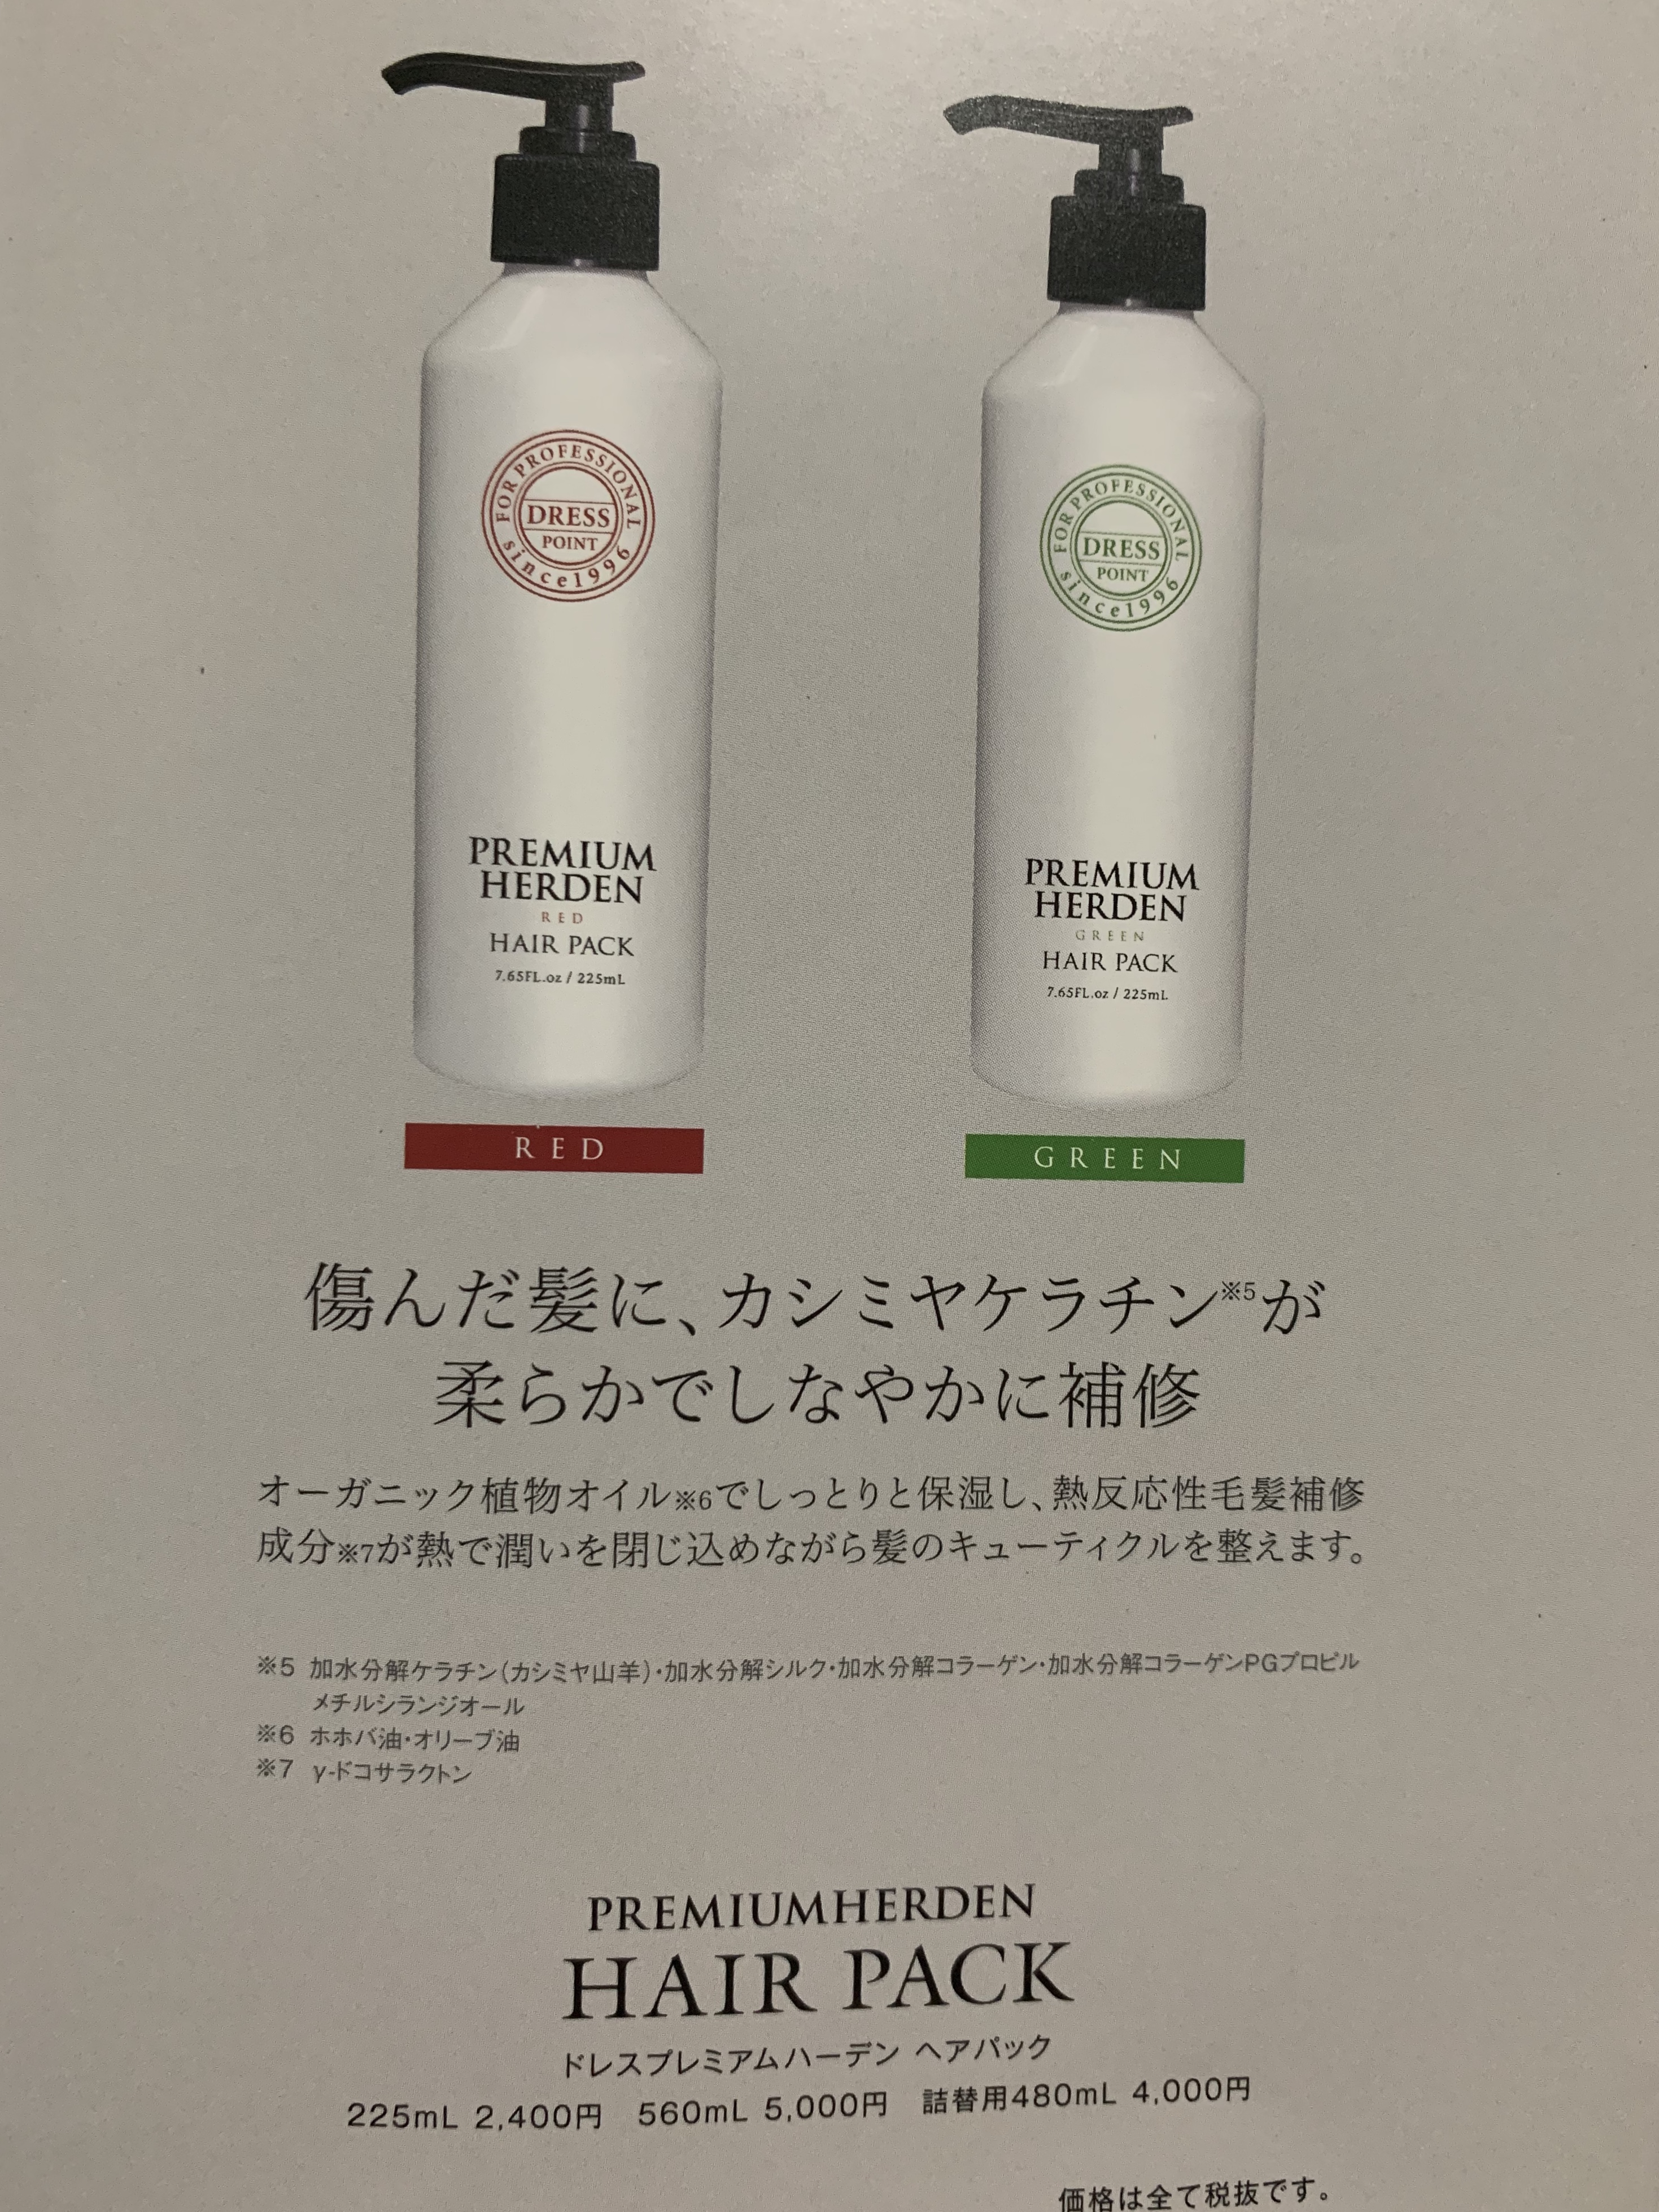 FOR PROFESSIONAL
DRESS
POINT
since1996
PREMIUM
HERDEN
RED
HAIR PACK
7.65FL.oz / 225mL
RED
FOR PROFESSIONAL
DRESS
POINT
since1996
PREMIUM
HERDEN
GREEN
HAIR PACK
7.65FL.oz / 225mL
GREEN
傷んだ髪に、カシミヤケラチン※5が
柔らかでしなやかに補修
オーガニック植物オイル※6でしっとりと保湿し、熱反応性毛髪補修
成分※7が熱で潤いを閉じ込めながら髪のキューティクルを整えます。
※5 加水分解ケラチン(カシミヤ山羊)・加水分解シルク・加水分解コラーゲン・加水分解コラーゲンPGプロピル
メチルシランジオール
※6 ホホバ油・オリーブ油
※7 γ-ドコサラクトン
PREMIUMHERDEN
HAIR PACK
ドレスプレミアムハーデン ヘアパック
225mL 2,400円 560mL 5,000円 詰替用480mL 4,000円
価格は全て税抜です。